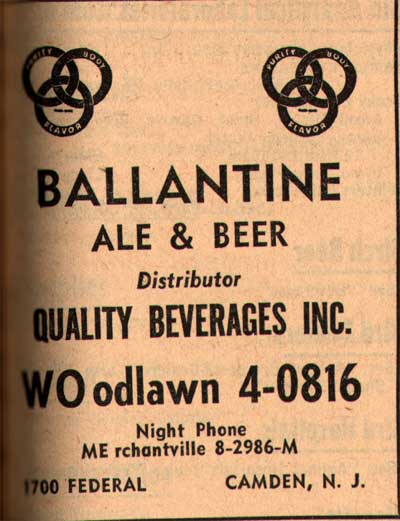 PURITY BODY FLAVOR
PURITY BODY FLAVOR
BALLANTINE
ALE & BEER
Distributor
QUALITY BEVERAGES INC.
WOodlawn 4-0816
Night Phone
MErchantville 8-2986-M
1700 FEDERAL CAMDEN, N. J.